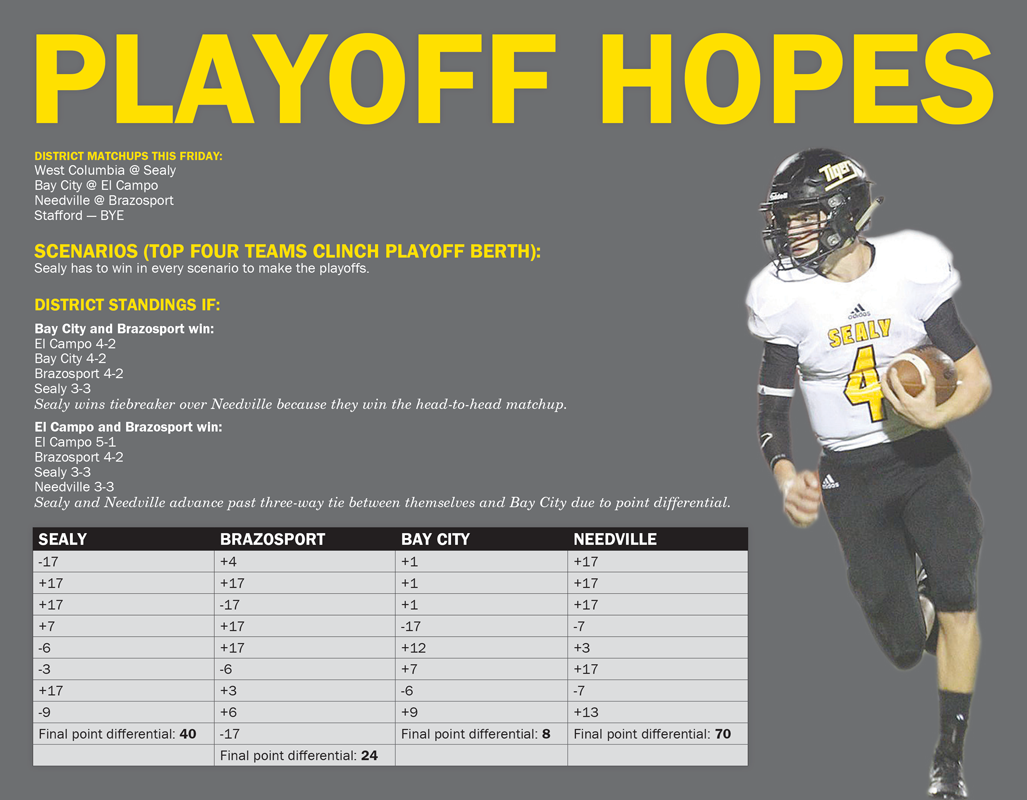 PLAYOFF HOPES
DISTRICT MATCHUPS THIS FRIDAY:
West Columbia @ Sealy
Bay City @ El Campo
Needville @ Brazosport
Stafford — BYE
SCENARIOS (TOP FOUR TEAMS CLINCH PLAYOFF BERTH):
Sealy has to win in every scenario to make the playoffs.
DISTRICT STANDINGS IF:
Bay City and Brazosport win:
El Campo 4-2
Bay City 4-2
Brazosport 4-2
Sealy 3-3
Sealy wins tiebreaker over Needville because they win the head-to-head matchup.
El Campo and Brazosport win:
El Campo 5-1
Brazosport 4-2
Sealy 3-3
Needville 3-3
Sealy and Needville advance past three-way tie between themselves and Bay City due to point differential.
SEALY BRAZOSPORT BAY CITY NEEDVILLE
-17 +4 +1 +17
+17 +17 +1 +17
+17 -17 +1 +17
+7 +17 -17 -7
-6 +17 +12 +3
-3 -6 +7 +17
+17 +3 -6 -7
-9 +6 +9 +13
Final point differential: 40 -17 Final point differential: 8 Final point differential: 70
Final point differential: 24
Tigers
Riddell
adidas
SEALY
4
adidas